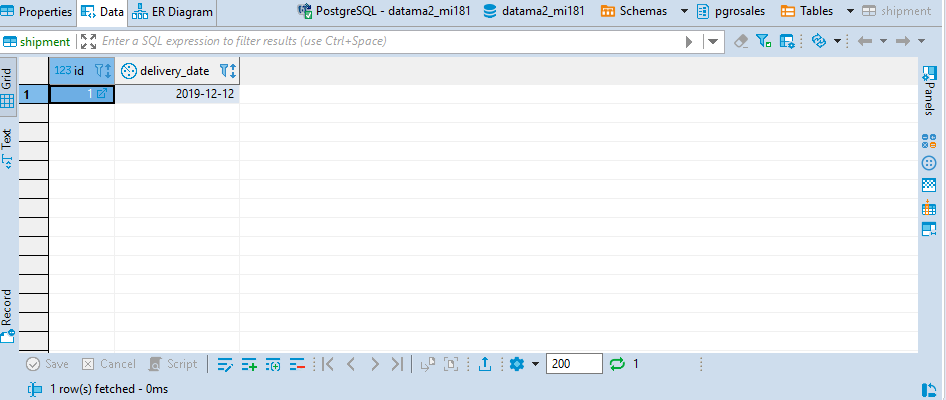 Properties Data ER Diagram PostgreSQL - datama2_mi181 datama2_mi181 Schemas pgrosales Tables shipment
shipment Enter a SQL expression to filter results (use Ctrl+Space)
Grid
123 id delivery_date
1 1 2019-12-12
Panels
Text
Record
Save Cancel Script 200 1
1 row(s) fetched - 0ms